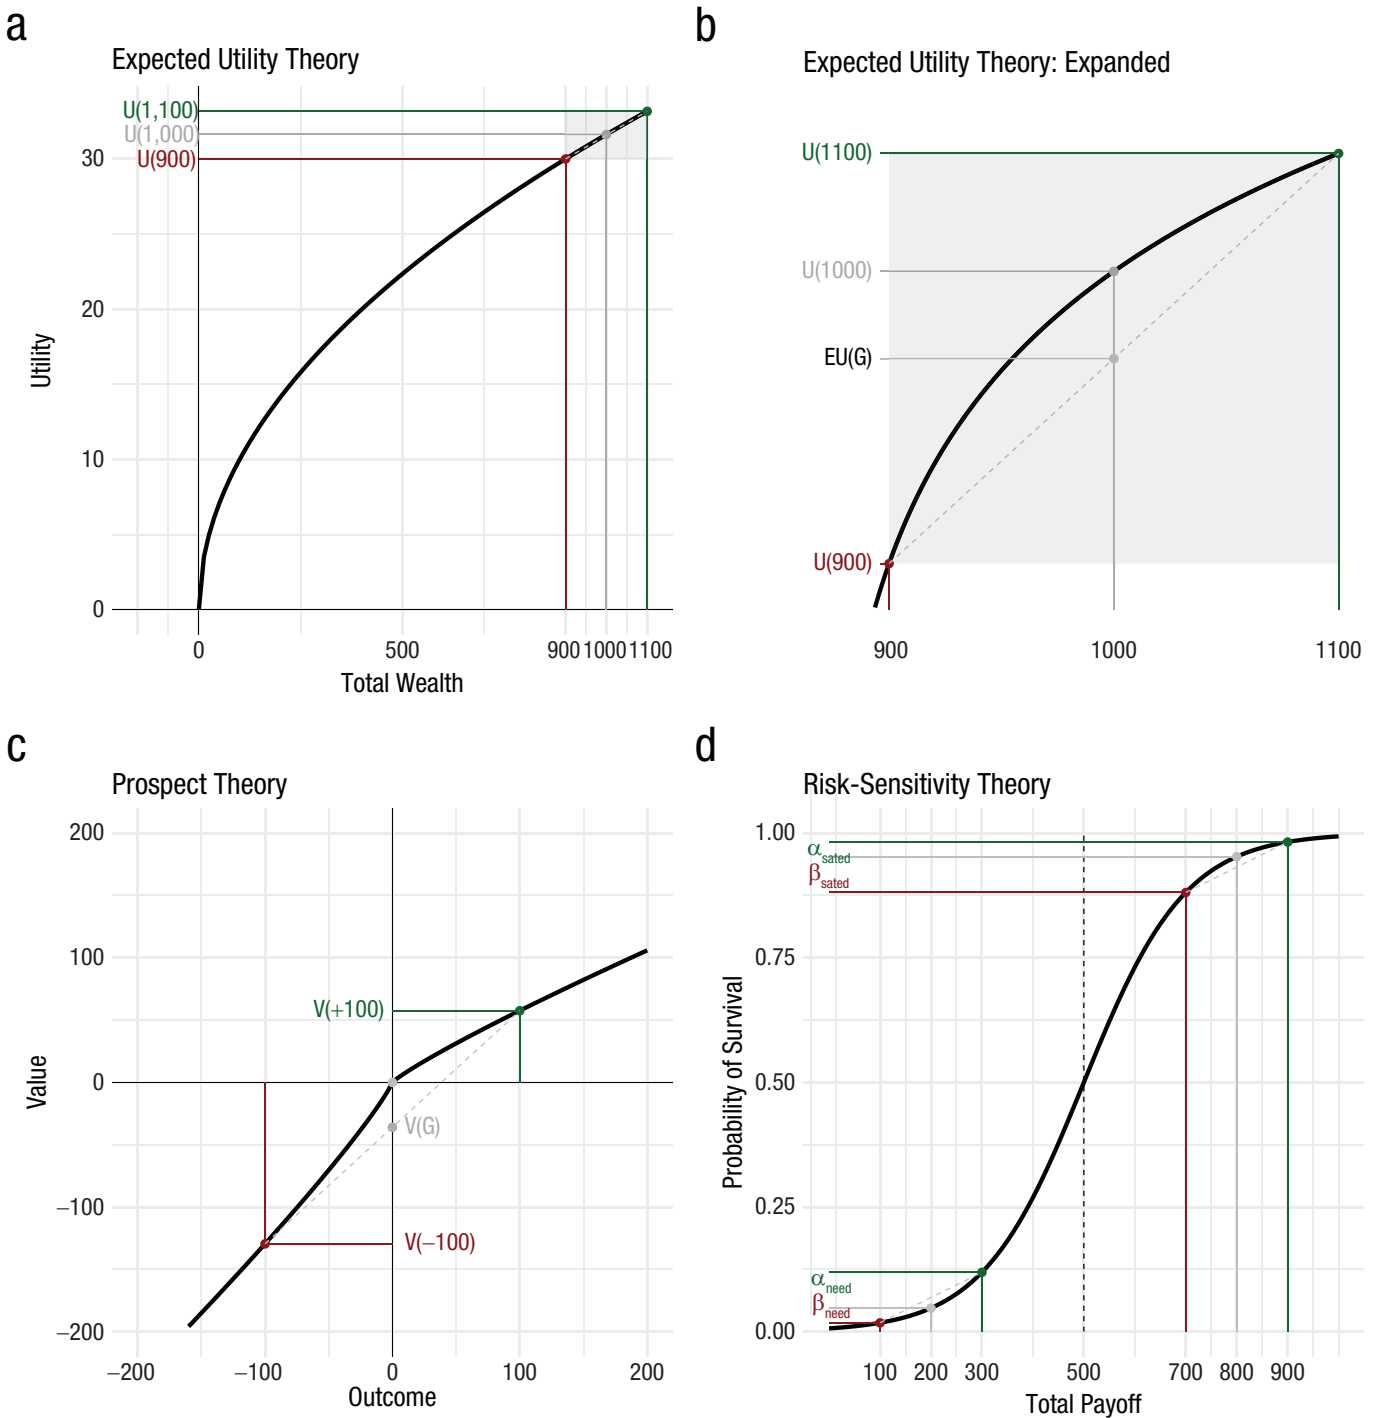 a
Expected Utility Theory
U(1,100)
U(1,000)
U(900)
30
20
10
0
Utility
0 500 900 1000 1100
Total Wealth
b
Expected Utility Theory: Expanded
U(1100)
U(1000)
EU(G)
U(900)
900 1000 1100
c
Prospect Theory
200
100
0
−100
−200
Value
V(+100)
V(G)
V(−100)
−200 −100 0 100 200
Outcome
d
Risk-Sensitivity Theory
1.00
0.75
0.50
0.25
0.00
Probability of Survival
αsated
βsated
αneed
βneed
100 200 300 500 700 800 900
Total Payoff